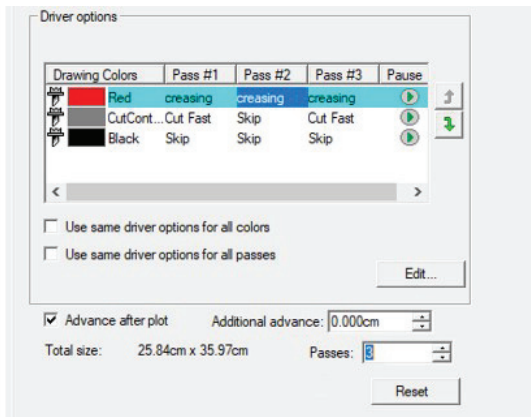 Driver options
Drawing Colors Pass #1 Pass #2 Pass #3 Pause
Red creasing creasing creasing
CutCont... Cut Fast Skip Cut Fast
Black Skip Skip Skip
Use same driver options for all colors
Use same driver options for all passes
Edit...
Advance after plot Additional advance: 0.000cm
Total size: 25.84cm x 35.97cm Passes: 3
Reset